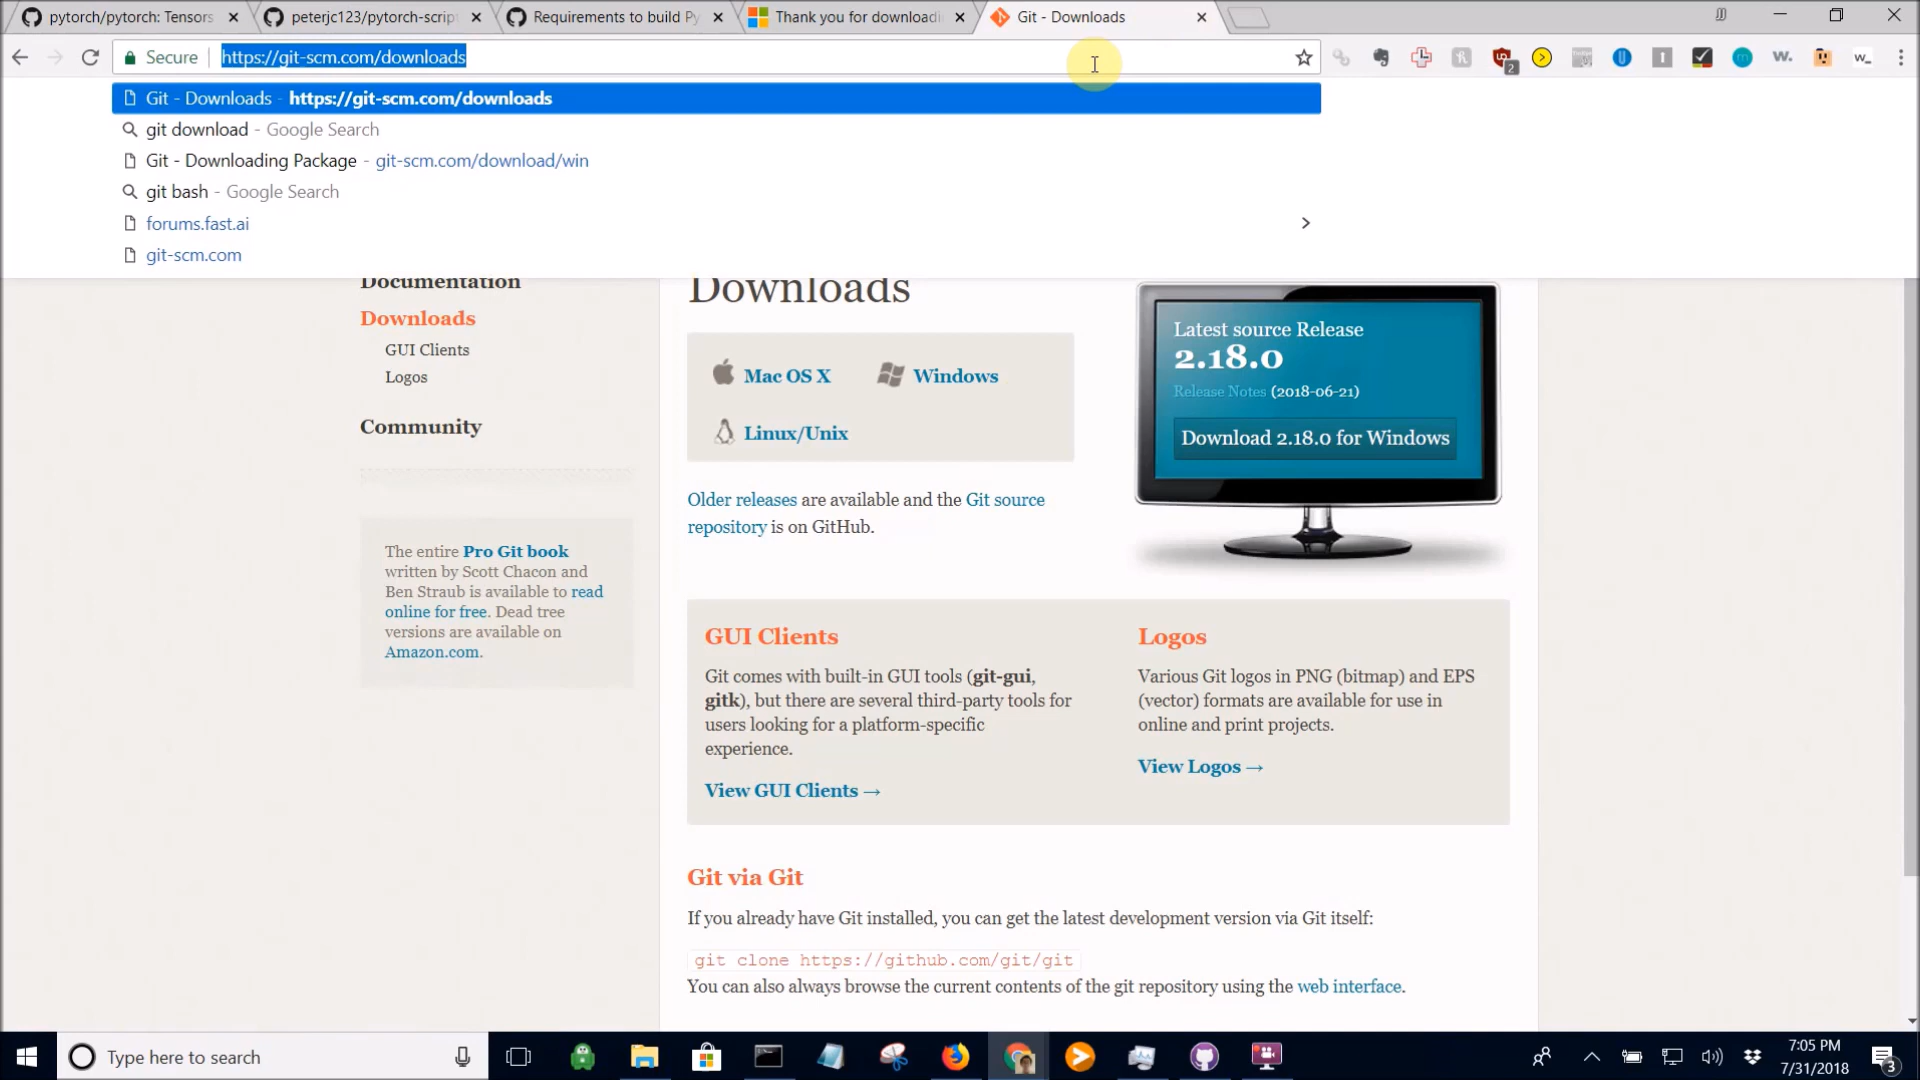 pytorch/pytorch: Tensors
peterjc123/pytorch-script
Requirements to build Py
Thank you for downloadi
Git - Downloads
Secure
https://git-scm.com/downloads
2
w.
w_
Git - Downloads - https://git-scm.com/downloads
git download - Google Search
Git - Downloading Package - git-scm.com/download/win
git bash - Google Search
forums.fast.ai
git-scm.com
Documentation
Downloads
GUI Clients
Logos
Community
The entire Pro Git book
written by Scott Chacon and
Ben Straub is available to read
online for free. Dead tree
versions are available on
Amazon.com.
Downloads
Mac OS X
Windows
Linux/Unix
Older releases are available and the Git source
repository is on GitHub.
Latest source Release
2.18.0
Release Notes (2018-06-21)
Download 2.18.0 for Windows
GUI Clients
Git comes with built-in GUI tools (git-gui,
gitk), but there are several third-party tools for
users looking for a platform-specific
experience.
View GUI Clients →
Logos
Various Git logos in PNG (bitmap) and EPS
(vector) formats are available for use in
online and print projects.
View Logos →
Git via Git
If you already have Git installed, you can get the latest development version via Git itself:
git clone https://github.com/git/git
You can also always browse the current contents of the git repository using the web interface.
Type here to search
7:05 PM
7/31/2018
3